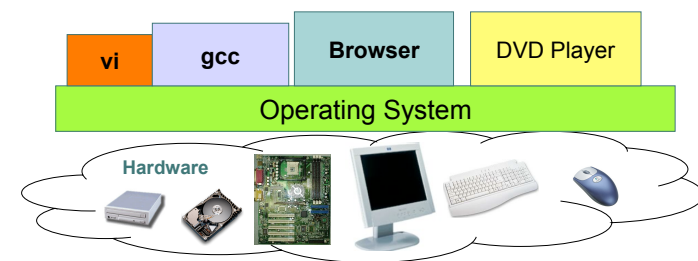 vi
gcc
Browser
DVD Player
Operating System
Hardware